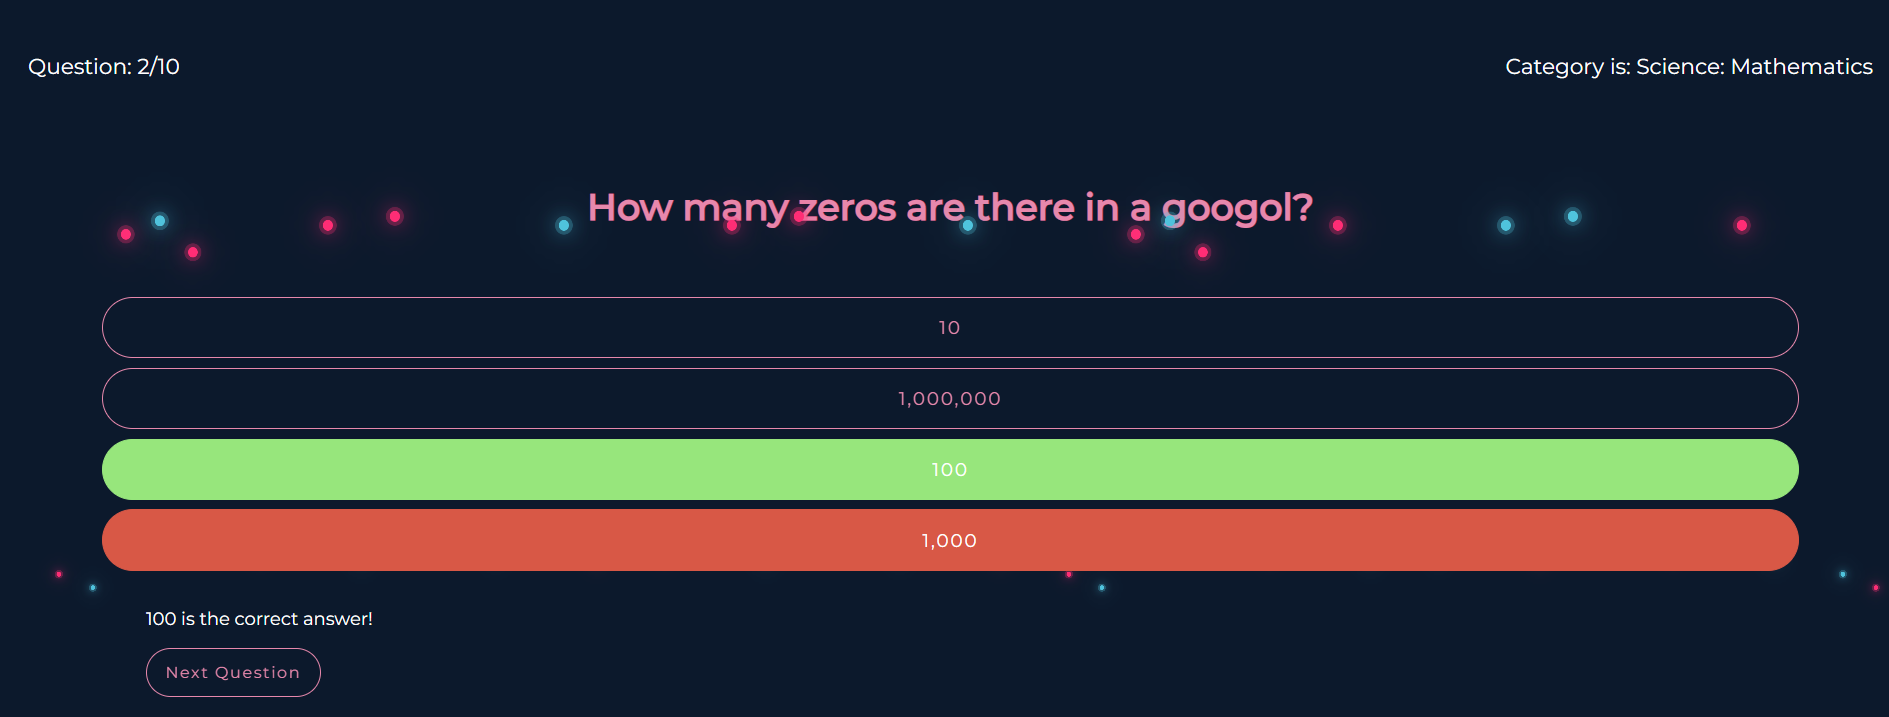 Question: 2/10
Category is: Science: Mathematics
How many zeros are there in a googol?
10
1,000,000
100
1,000
100 is the correct answer!
Next Question